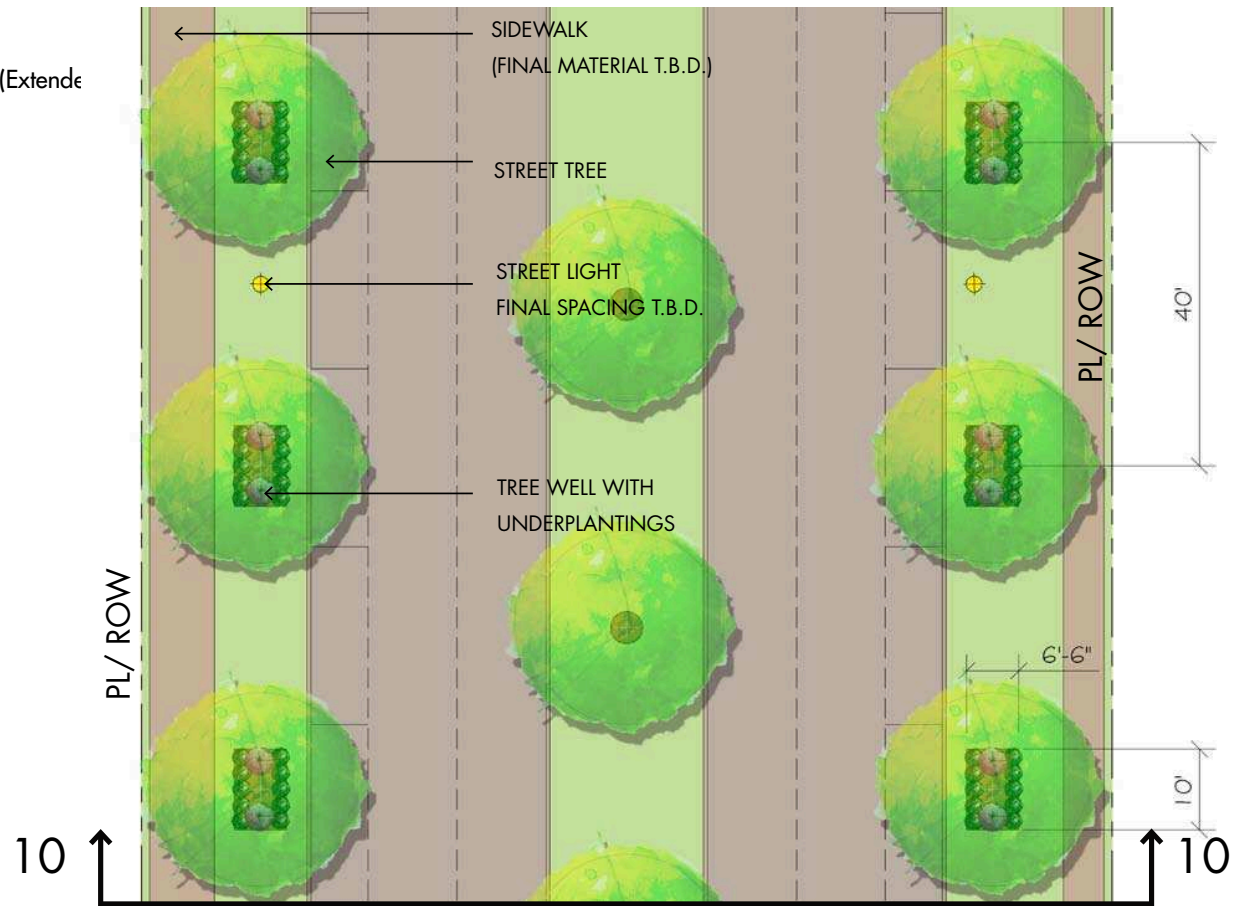 SIDEWALK
(FINAL MATERIAL T.B.D.)
(Extende
STREET TREE
STREET LIGHT
FINAL SPACING T.B.D.
PL/ ROW
40'
TREE WELL WITH
UNDERPLANTINGS
PL/ ROW
6'-6"
10'
10
10